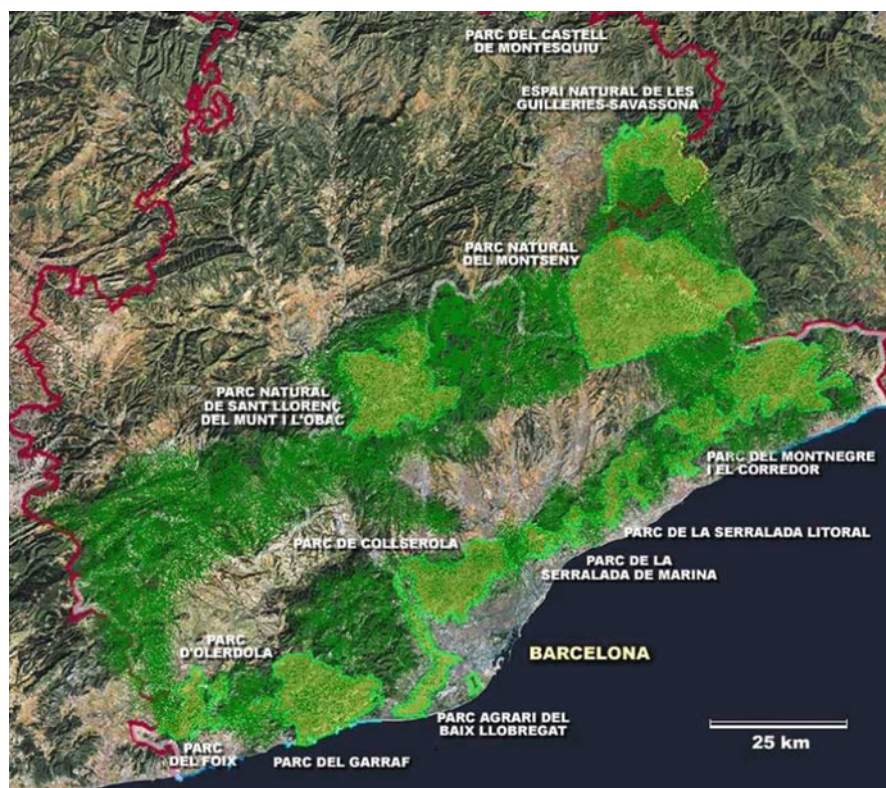 PARC DEL CASTELL
DE MONTESQUIU
ESPAI NATURAL DE LES
GUILLERIES-SAVASSONA
PARC NATURAL
DEL MONTSENY
PARC NATURAL
DE SANT LLORENÇ
DEL MUNT I L'OBAC
PARC DEL MONTNEGRE
I EL CORREDOR
PARC DE LA SERRALADA LITORAL
PARC DE COLLSEROLA
PARC DE LA
SERRALADA DE MARINA
PARC
D'OLERDOLA
BARCELONA
PARC AGRARI DEL
BAIX LLOBREGAT
PARC
DEL FOIX
PARC DEL GARRAF
25 km